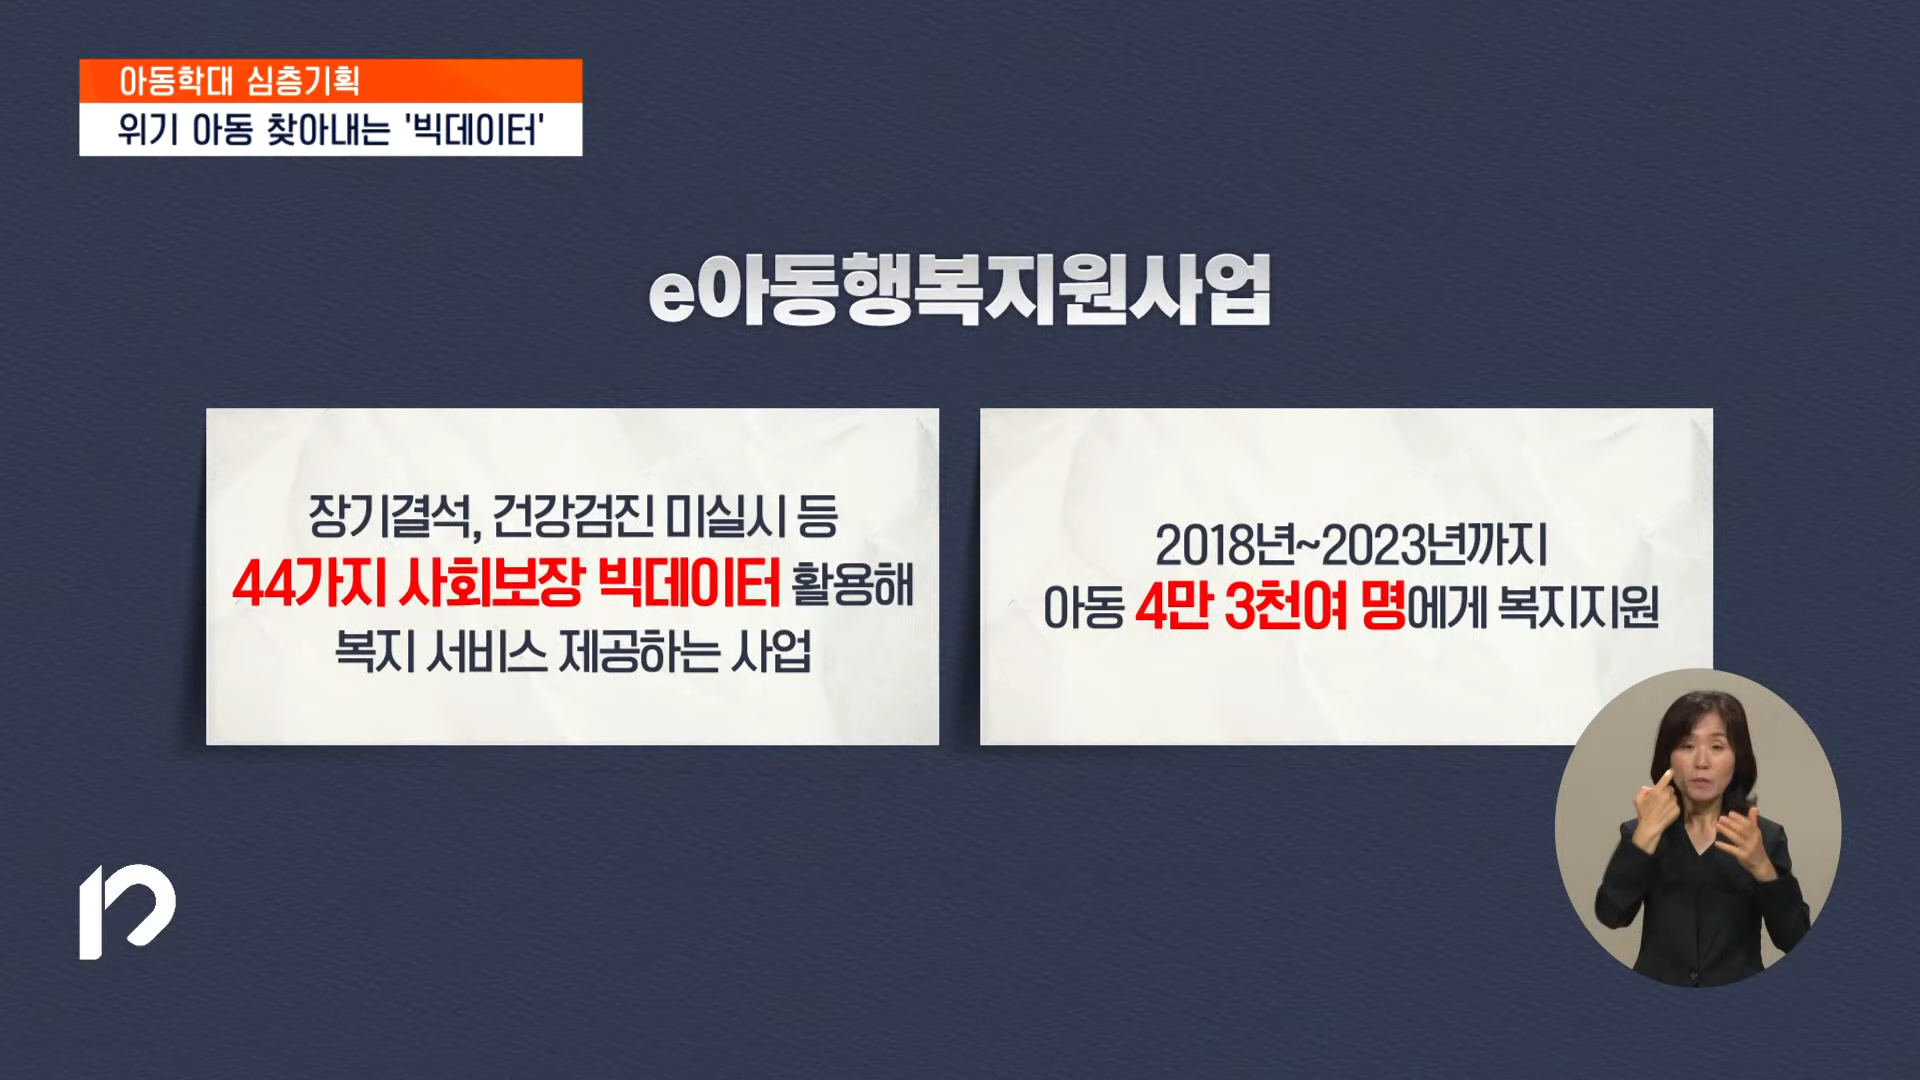 아동학대 심층기획
위기 아동 찾아내는 '빅데이터'
e아동행복지원사업
장기결석, 건강검진 미실시 등
44가지 사회보장 빅데이터 활용해
복지 서비스 제공하는 사업
2018년~2023년까지
아동 4만 3천여 명에게 복지지원